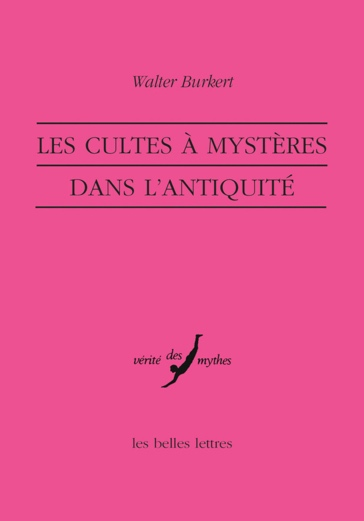 Walter Burkert
LES CULTES À MYSTÈRES
DANS L'ANTIQUITÉ
vérité des mythes
les belles lettres